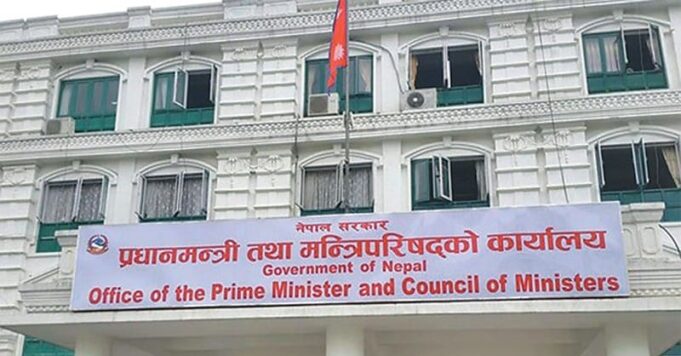 नेपाल सरकार
प्रधानमन्त्री तथा मन्त्रिपरिषद्को कार्यालय
Government of Nepal
Office of the Prime Minister and Council of Ministers